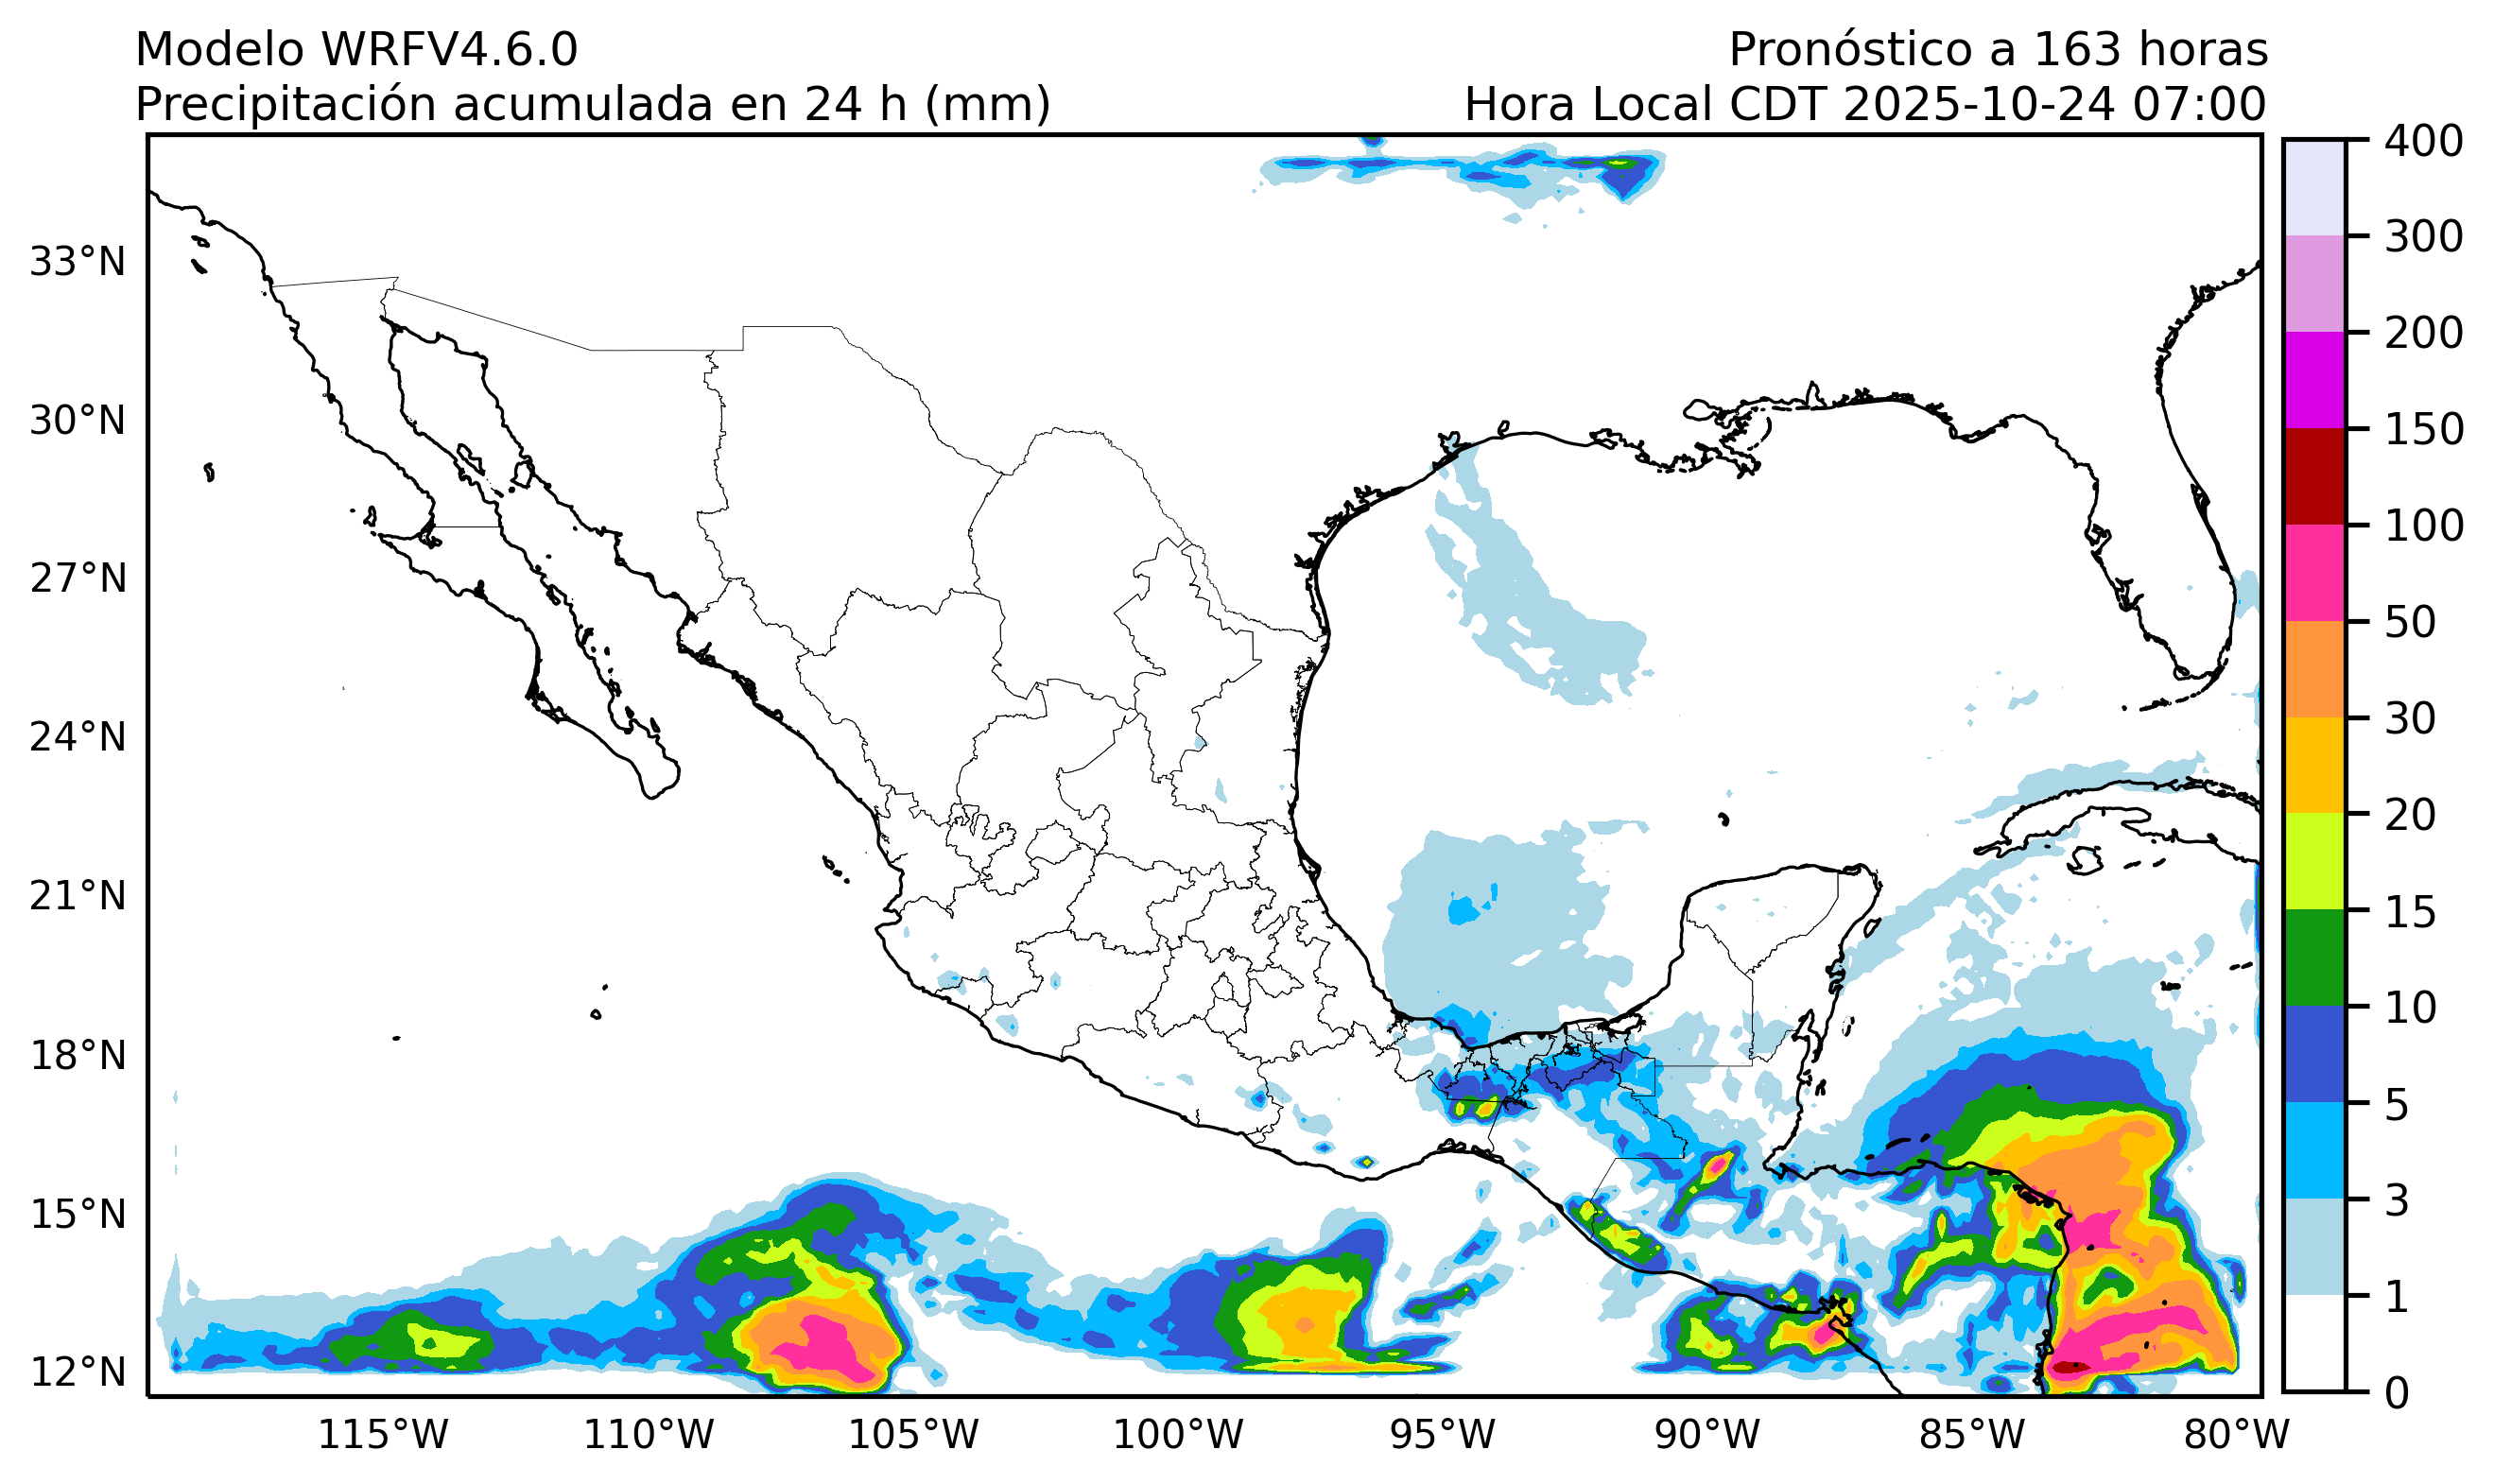 Modelo WRFV4.6.0
Pronóstico a 163 horas
Precipitación acumulada en 24 h (mm)
Hora Local CDT 2025-10-24 07:00
33°N
30°N
27°N
24°N
21°N
18°N
15°N
12°N
115°W
110°W
105°W
100°W
95°W
90°W
85°W
80°W
400
300
200
150
100
50
30
20
15
10
5
3
1
0